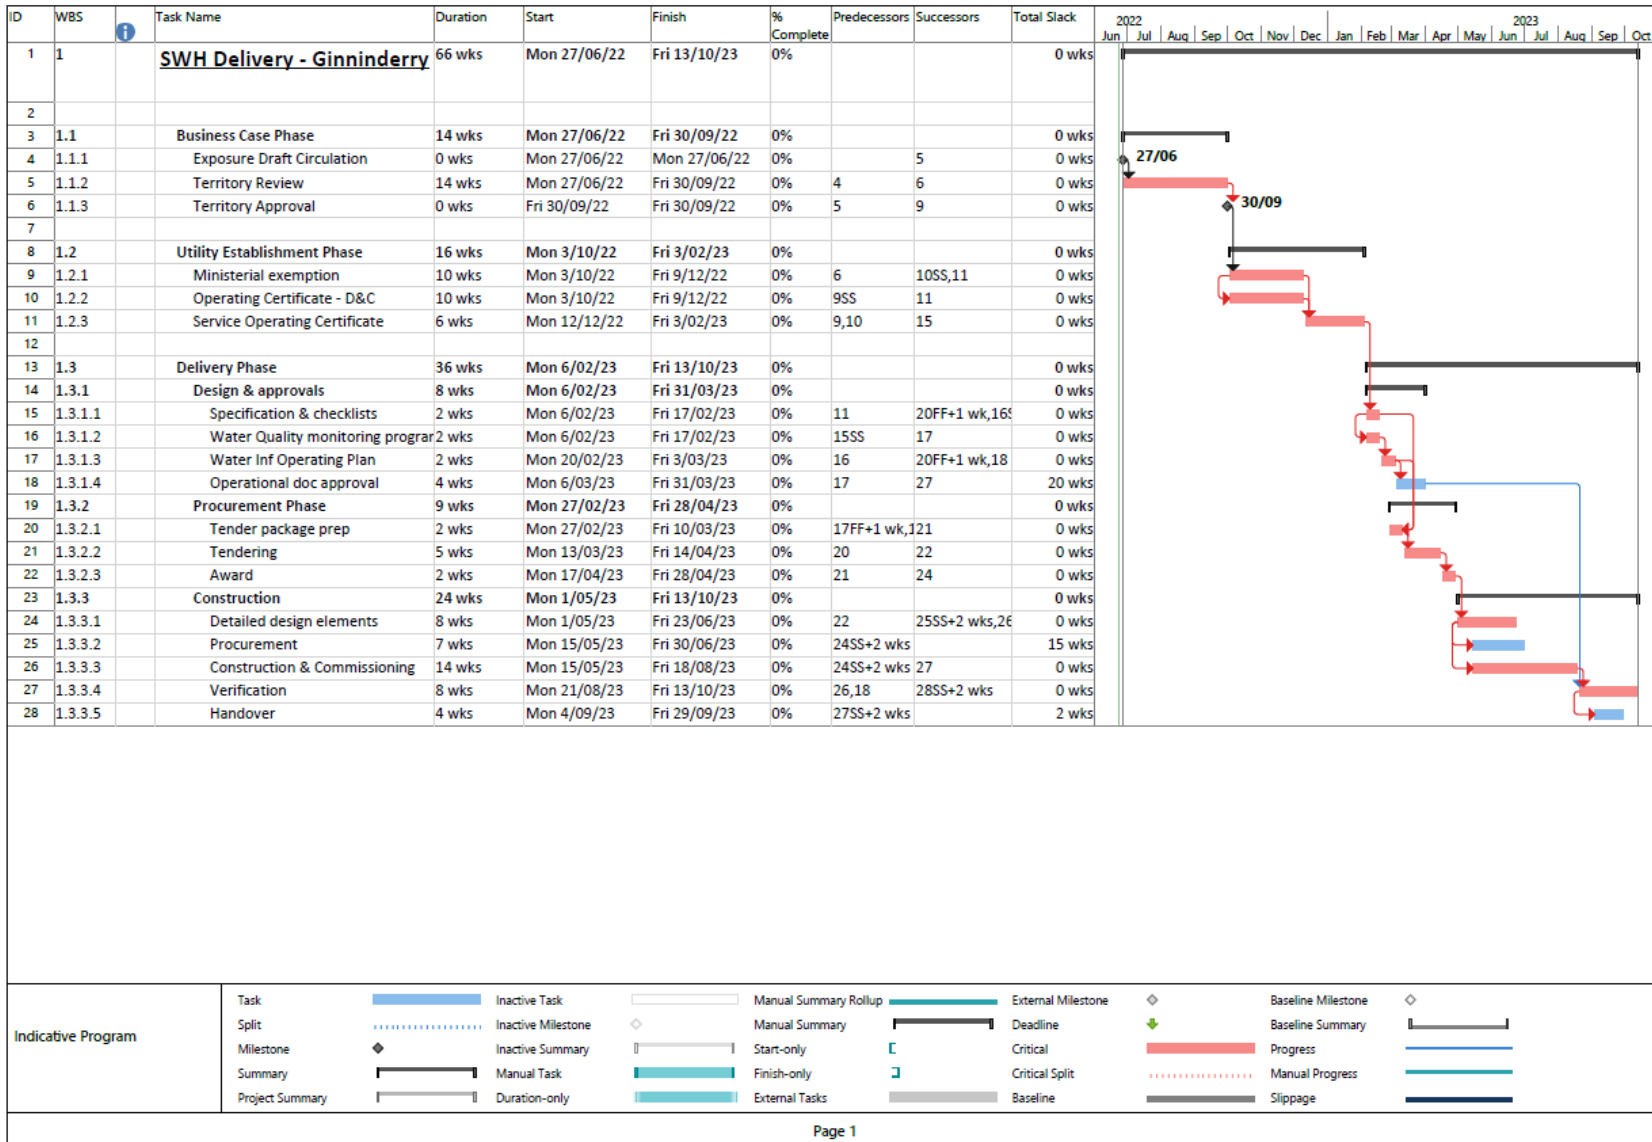 ID WBS Task Name Duration Start Finish % Complete Predecessors Successors Total Slack
2022 2023
Jun Jul Aug Sep Oct Nov Dec Jan Feb Mar Apr May Jun Jul Aug Sep Oct
1 1 SWH Delivery - Ginninderry 66 wks Mon 27/06/22 Fri 13/10/23 0% 0 wks
2
3 1.1 Business Case Phase 14 wks Mon 27/06/22 Fri 30/09/22 0% 0 wks
4 1.1.1 Exposure Draft Circulation 0 wks Mon 27/06/22 Mon 27/06/22 0% 5 0 wks 27/06
5 1.1.2 Territory Review 14 wks Mon 27/06/22 Fri 30/09/22 0% 4 6 0 wks
6 1.1.3 Territory Approval 0 wks Fri 30/09/22 Fri 30/09/22 0% 5 9 0 wks 30/09
7
8 1.2 Utility Establishment Phase 16 wks Mon 3/10/22 Fri 3/02/23 0% 0 wks
9 1.2.1 Ministerial exemption 10 wks Mon 3/10/22 Fri 9/12/22 0% 6 10SS,11 0 wks
10 1.2.2 Operating Certificate - D&C 10 wks Mon 3/10/22 Fri 9/12/22 0% 9SS 11 0 wks
11 1.2.3 Service Operating Certificate 6 wks Mon 12/12/22 Fri 3/02/23 0% 9,10 15 0 wks
12
13 1.3 Delivery Phase 36 wks Mon 6/02/23 Fri 13/10/23 0% 0 wks
14 1.3.1 Design & approvals 8 wks Mon 6/02/23 Fri 31/03/23 0% 0 wks
15 1.3.1.1 Specification & checklists 2 wks Mon 6/02/23 Fri 17/02/23 0% 11 20FF+1 wk,16S 0 wks
16 1.3.1.2 Water Quality monitoring prograr 2 wks Mon 6/02/23 Fri 17/02/23 0% 15SS 17 0 wks
17 1.3.1.3 Water Inf Operating Plan 2 wks Mon 20/02/23 Fri 3/03/23 0% 16 20FF+1 wk,18 0 wks
18 1.3.1.4 Operational doc approval 4 wks Mon 6/03/23 Fri 31/03/23 0% 17 27 20 wks
19 1.3.2 Procurement Phase 9 wks Mon 27/02/23 Fri 28/04/23 0% 0 wks
20 1.3.2.1 Tender package prep 2 wks Mon 27/02/23 Fri 10/03/23 0% 17FF+1 wk,1 21 0 wks
21 1.3.2.2 Tendering 5 wks Mon 13/03/23 Fri 14/04/23 0% 20 22 0 wks
22 1.3.2.3 Award 2 wks Mon 17/04/23 Fri 28/04/23 0% 21 24 0 wks
23 1.3.3 Construction 24 wks Mon 1/05/23 Fri 13/10/23 0% 0 wks
24 1.3.3.1 Detailed design elements 8 wks Mon 1/05/23 Fri 23/06/23 0% 22 25SS+2 wks,26 0 wks
25 1.3.3.2 Procurement 7 wks Mon 15/05/23 Fri 30/06/23 0% 24SS+2 wks 15 wks
26 1.3.3.3 Construction & Commissioning 14 wks Mon 15/05/23 Fri 18/08/23 0% 24SS+2 wks 27 0 wks
27 1.3.3.4 Verification 8 wks Mon 21/08/23 Fri 13/10/23 0% 26,18 28SS+2 wks 0 wks
28 1.3.3.5 Handover 4 wks Mon 4/09/23 Fri 29/09/23 0% 27SS+2 wks 2 wks
Indicative Program
Task Inactive Task Manual Summary Rollup External Milestone Baseline Milestone
Split Inactive Milestone Manual Summary Deadline Baseline Summary
Milestone Inactive Summary Start-only Critical Progress
Summary Manual Task Finish-only Critical Split Manual Progress
Project Summary Duration-only External Tasks Baseline Slippage
Page 1